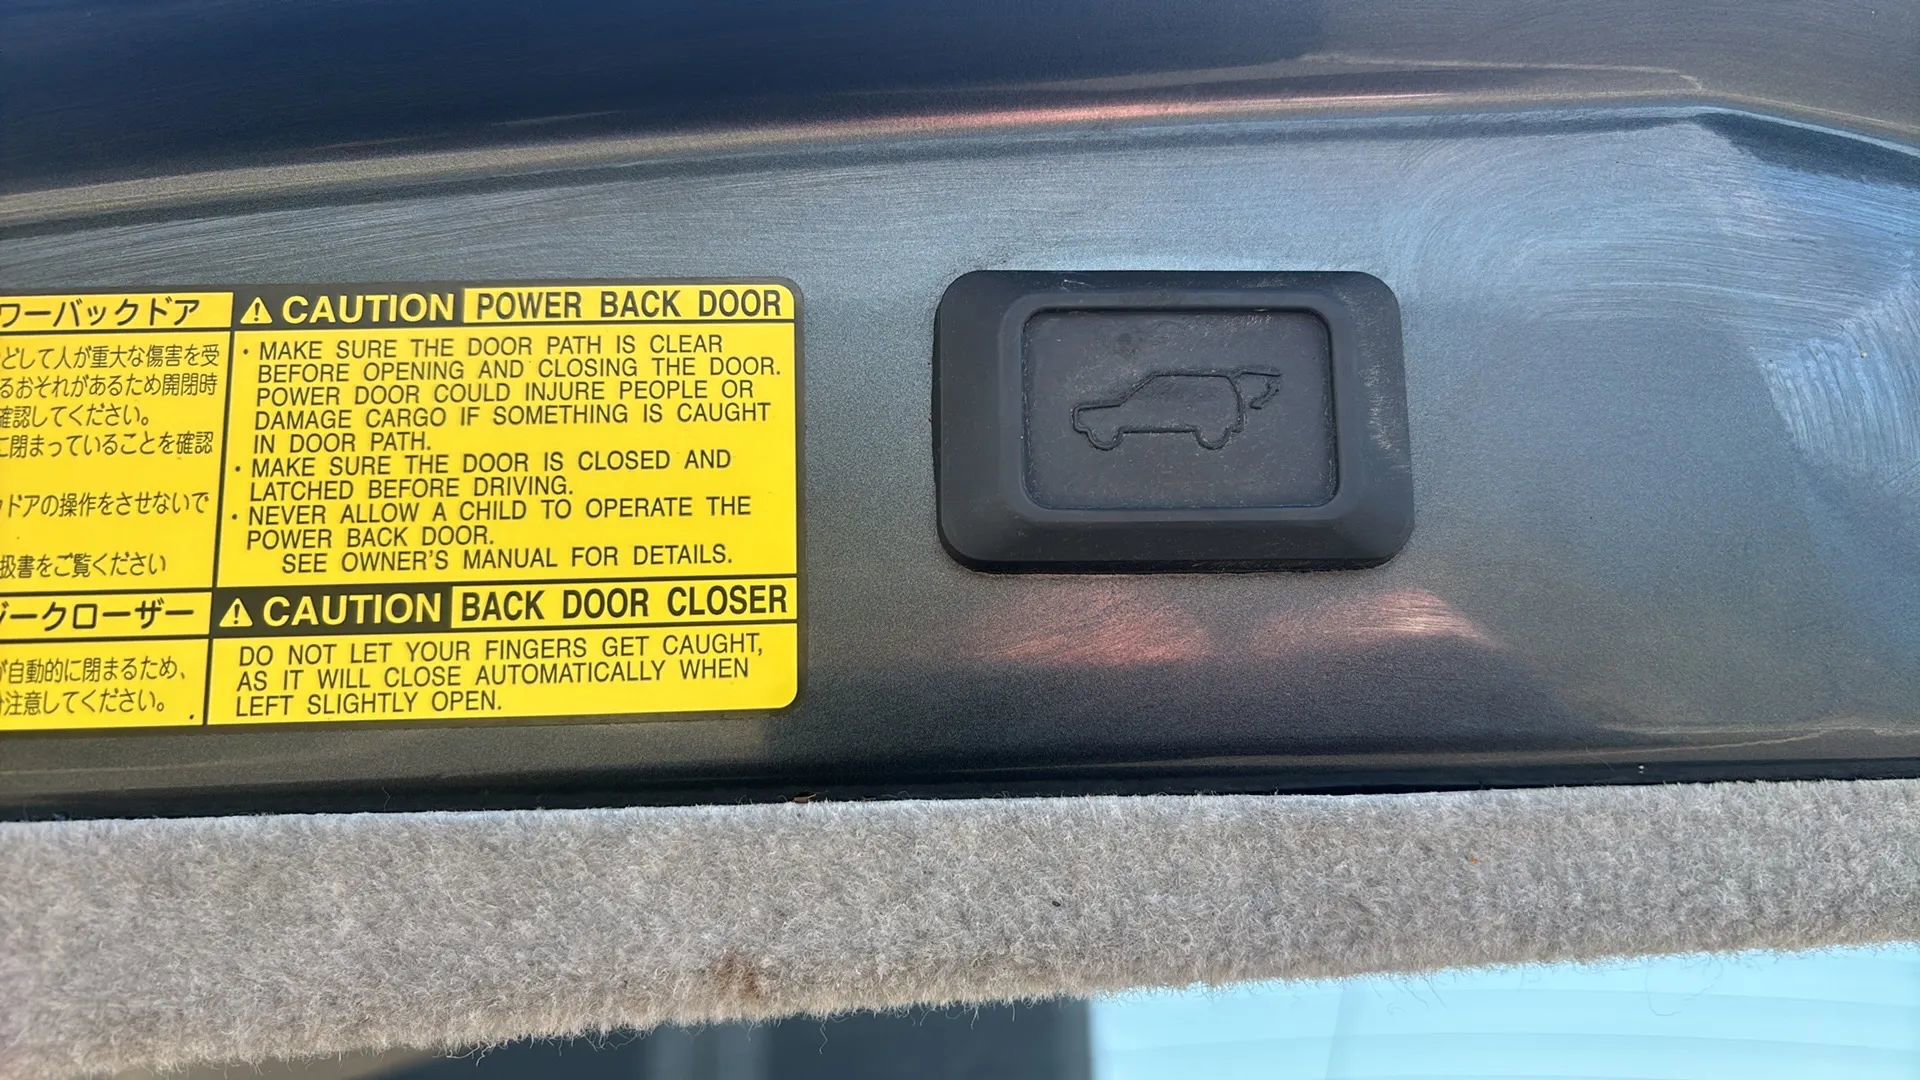 ワーバックドア
どして人が重大な傷害を受
るおそれがあるため開閉時
確認してください。
に閉まっていることを確認
ドアの操作をさせないで
扱書をご覧ください
ジークローザー
が自動的に閉まるため、
注意してください。
CAUTION POWER BACK DOOR
・MAKE SURE THE DOOR PATH IS CLEAR
BEFORE OPENING AND CLOSING THE DOOR.
POWER DOOR COULD INJURE PEOPLE OR
DAMAGE CARGO IF SOMETHING IS CAUGHT
IN DOOR PATH.
・MAKE SURE THE DOOR IS CLOSED AND
LATCHED BEFORE DRIVING.
・NEVER ALLOW A CHILD TO OPERATE THE
POWER BACK DOOR.
SEE OWNER'S MANUAL FOR DETAILS.
CAUTION BACK DOOR CLOSER
DO NOT LET YOUR FINGERS GET CAUGHT,
AS IT WILL CLOSE AUTOMATICALLY WHEN
LEFT SLIGHTLY OPEN.